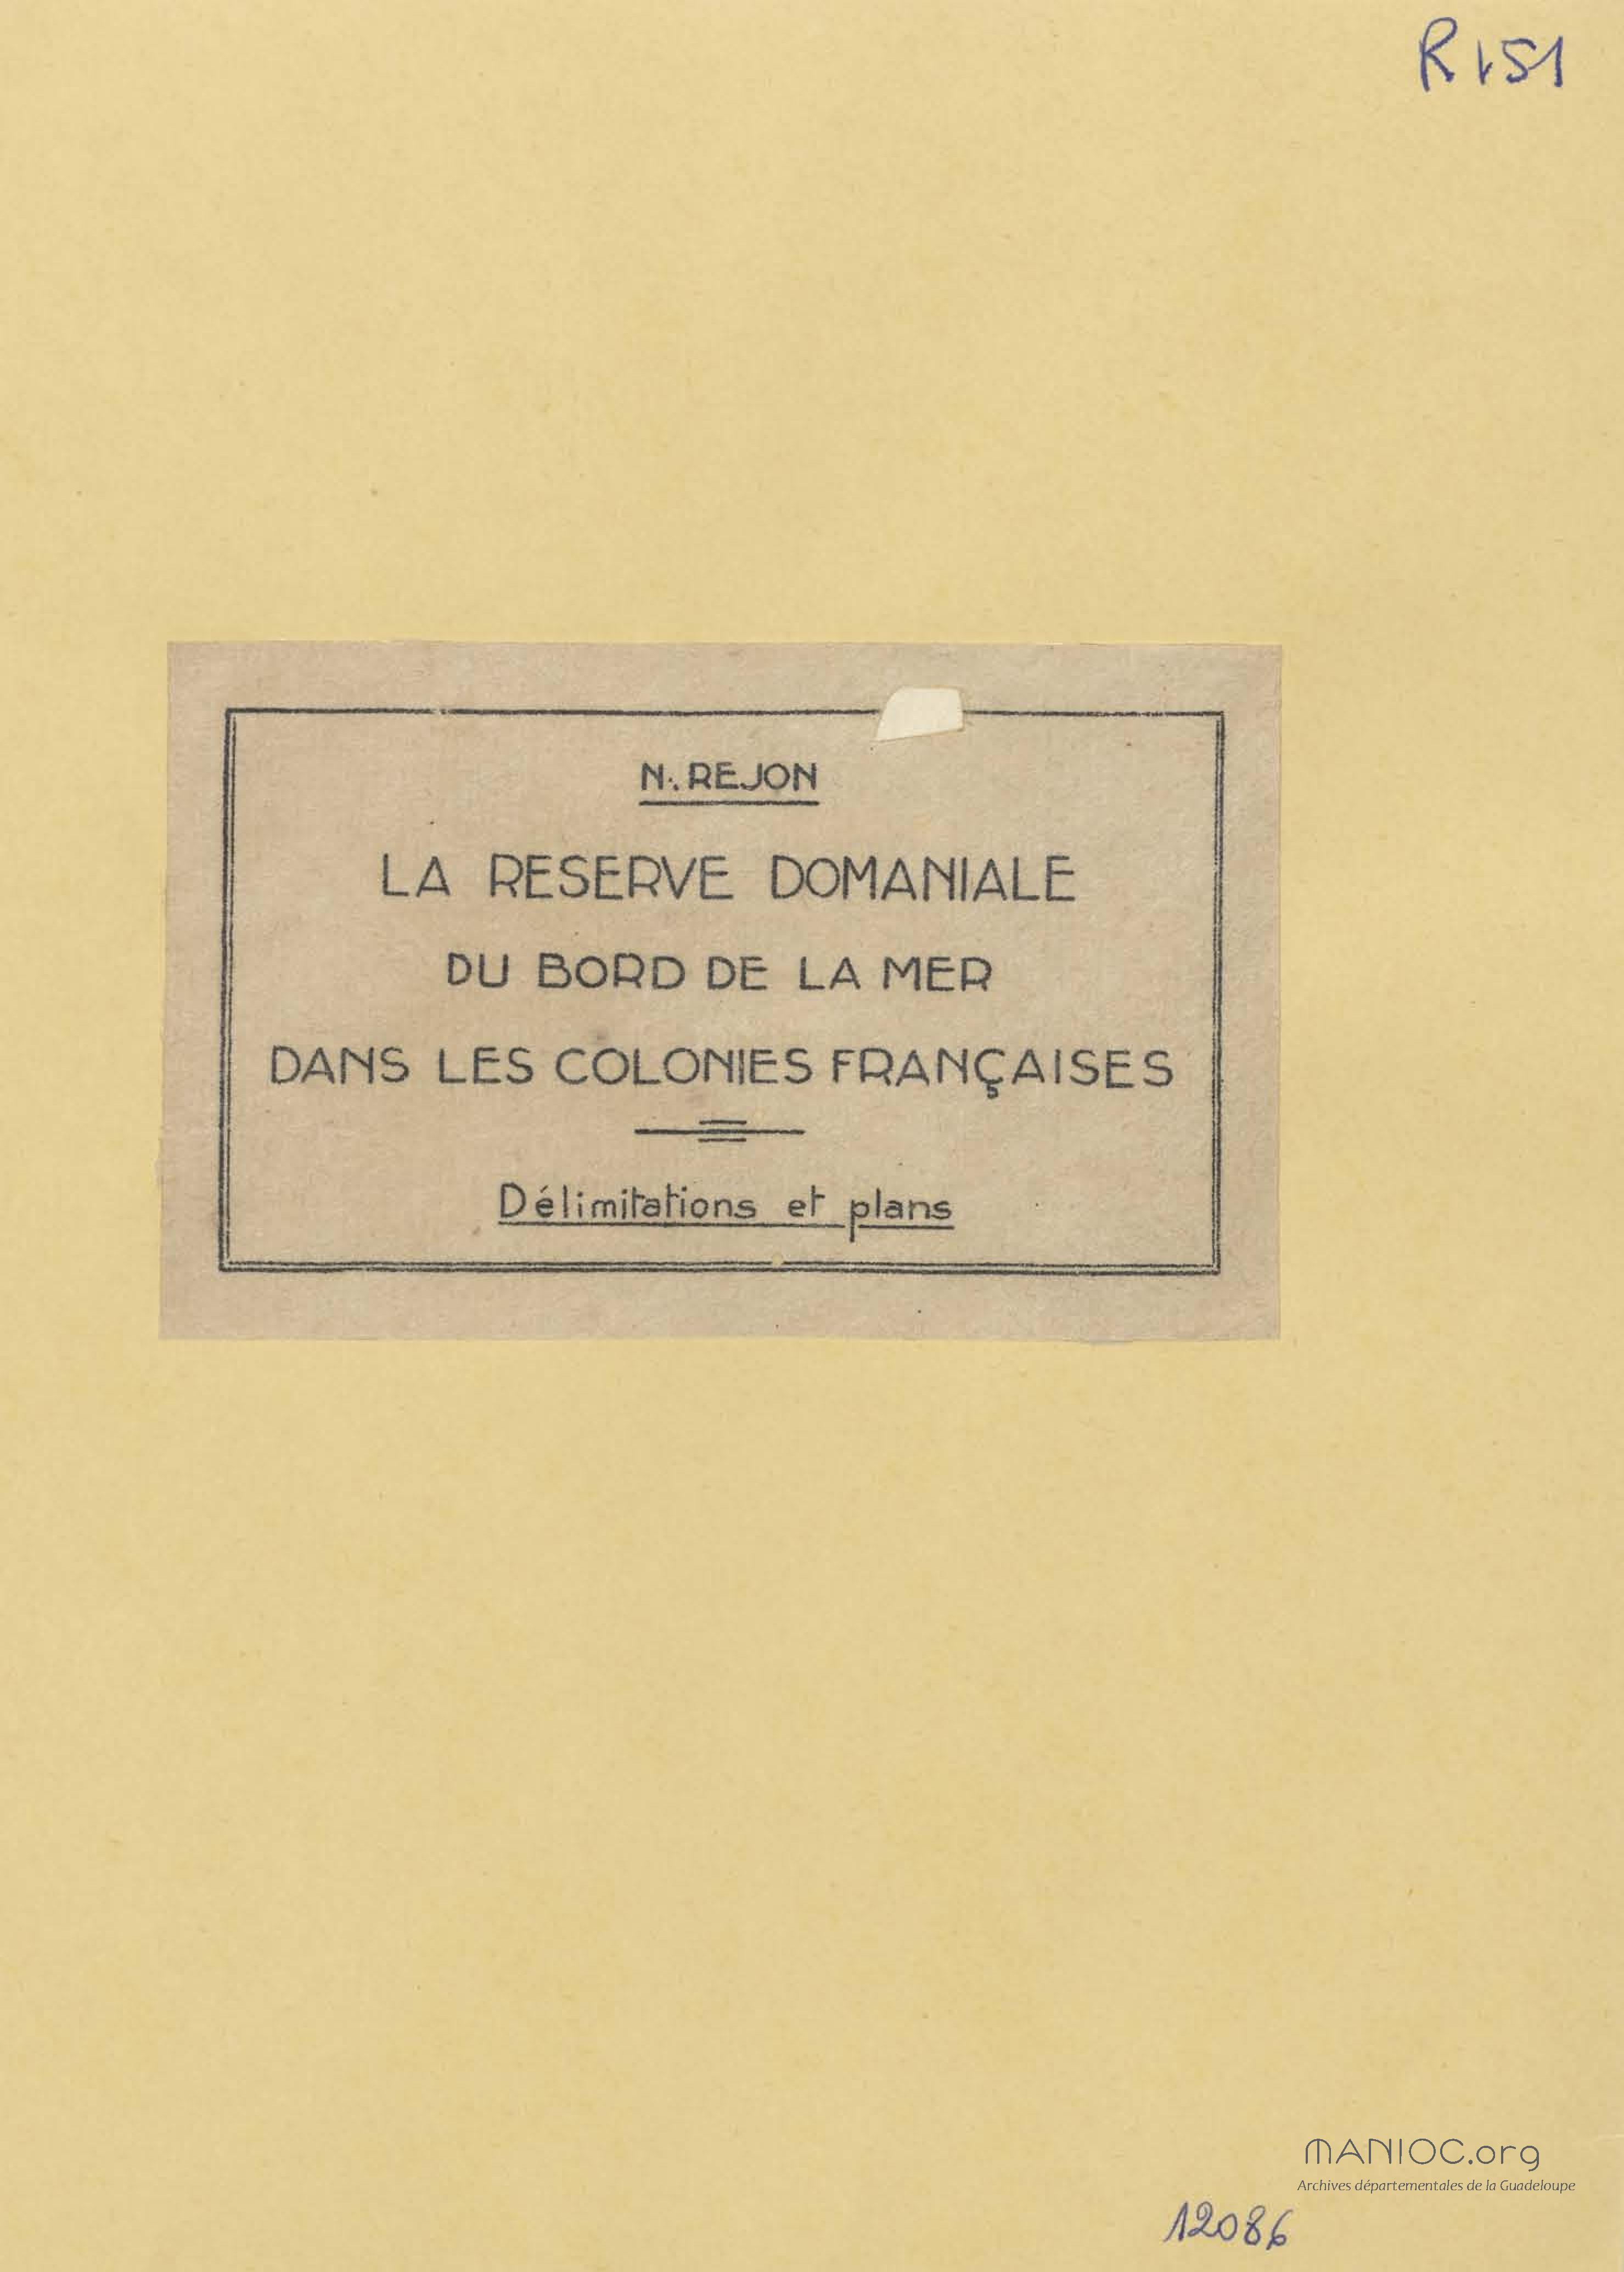 R 151
N. REJON
LA RESERVE DOMANIALE
DU BORD DE LA MER
DANS LES COLONIES FRANÇAISES
Délimitations et plans
MANIOC.org
Archives départementales de la Guadeloupe
12086